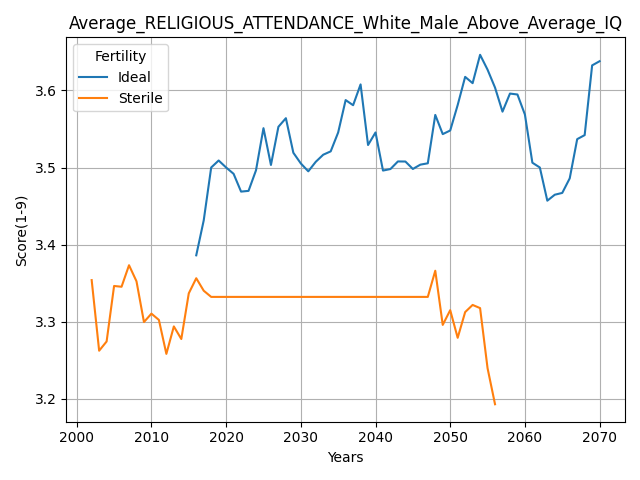 Average_RELIGIOUS_ATTENDANCE_White_Male_Above_Average_IQ
Fertility
Ideal
Sterile
Score(1-9)
3.6
3.5
3.4
3.3
3.2
2000 2010 2020 2030 2040 2050 2060 2070
Years